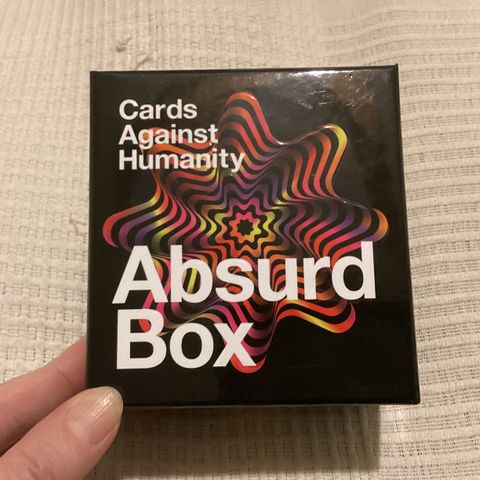 Cards
Against
Humanity
Absurd
Box